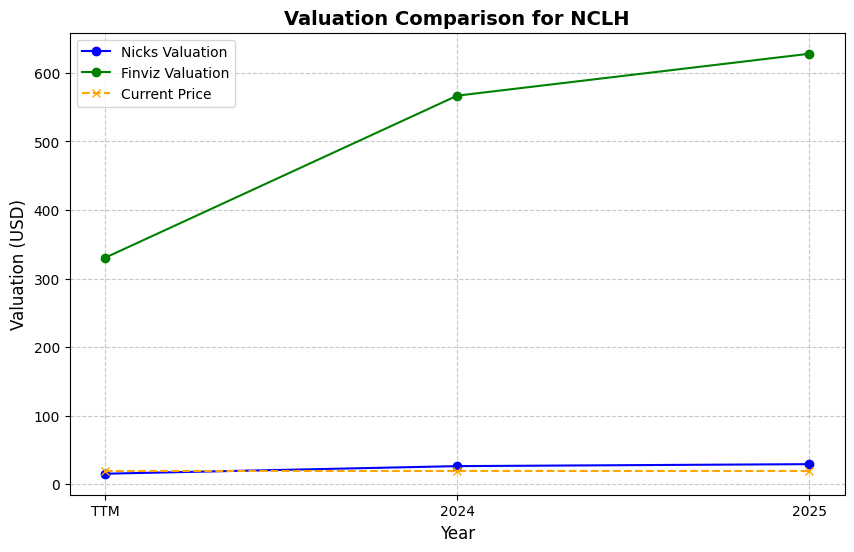 Valuation Comparison for NCLH
Nicks Valuation
Finviz Valuation
Current Price
Valuation (USD)
600
500
400
300
200
100
0
TTM
2024
2025
Year